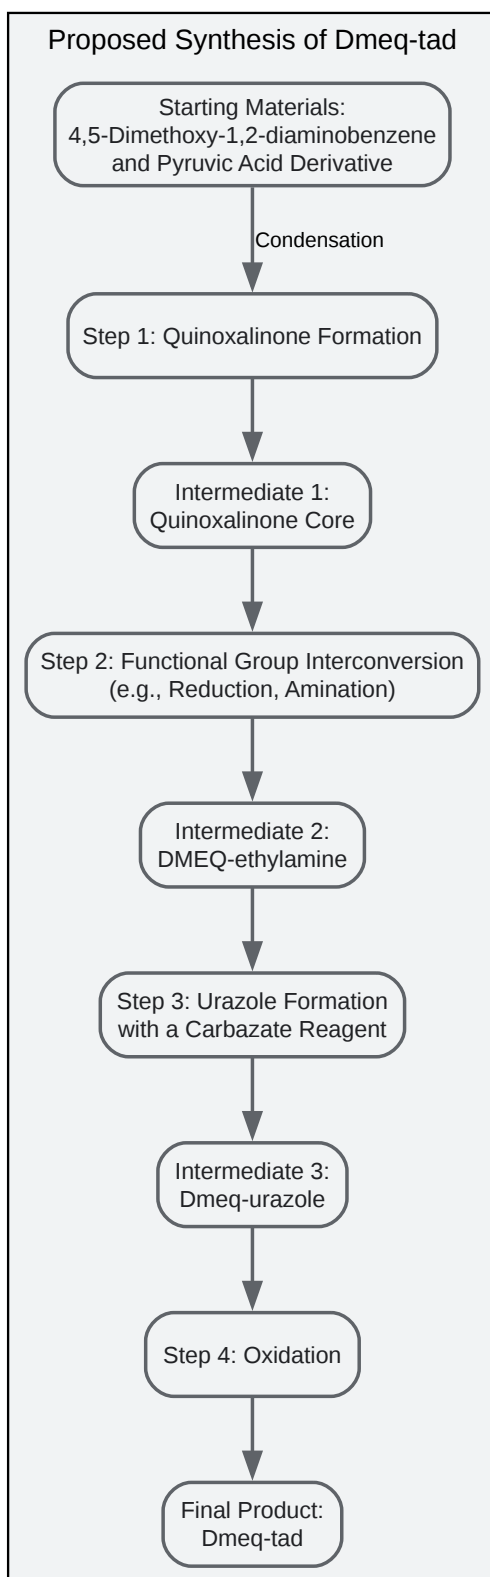 Proposed Synthesis of Dmeq-tad
Starting Materials:
4,5-Dimethoxy-1,2-diaminobenzene
and Pyruvic Acid Derivative
Condensation
Step 1: Quinoxalinone Formation
Intermediate 1:
Quinoxalinone Core
Step 2: Functional Group Interconversion
(e.g., Reduction, Amination)
Intermediate 2:
DMEQ-ethylamine
Step 3: Urazole Formation
with a Carbazate Reagent
Intermediate 3:
Dmeq-urazole
Step 4: Oxidation
Final Product:
Dmeq-tad